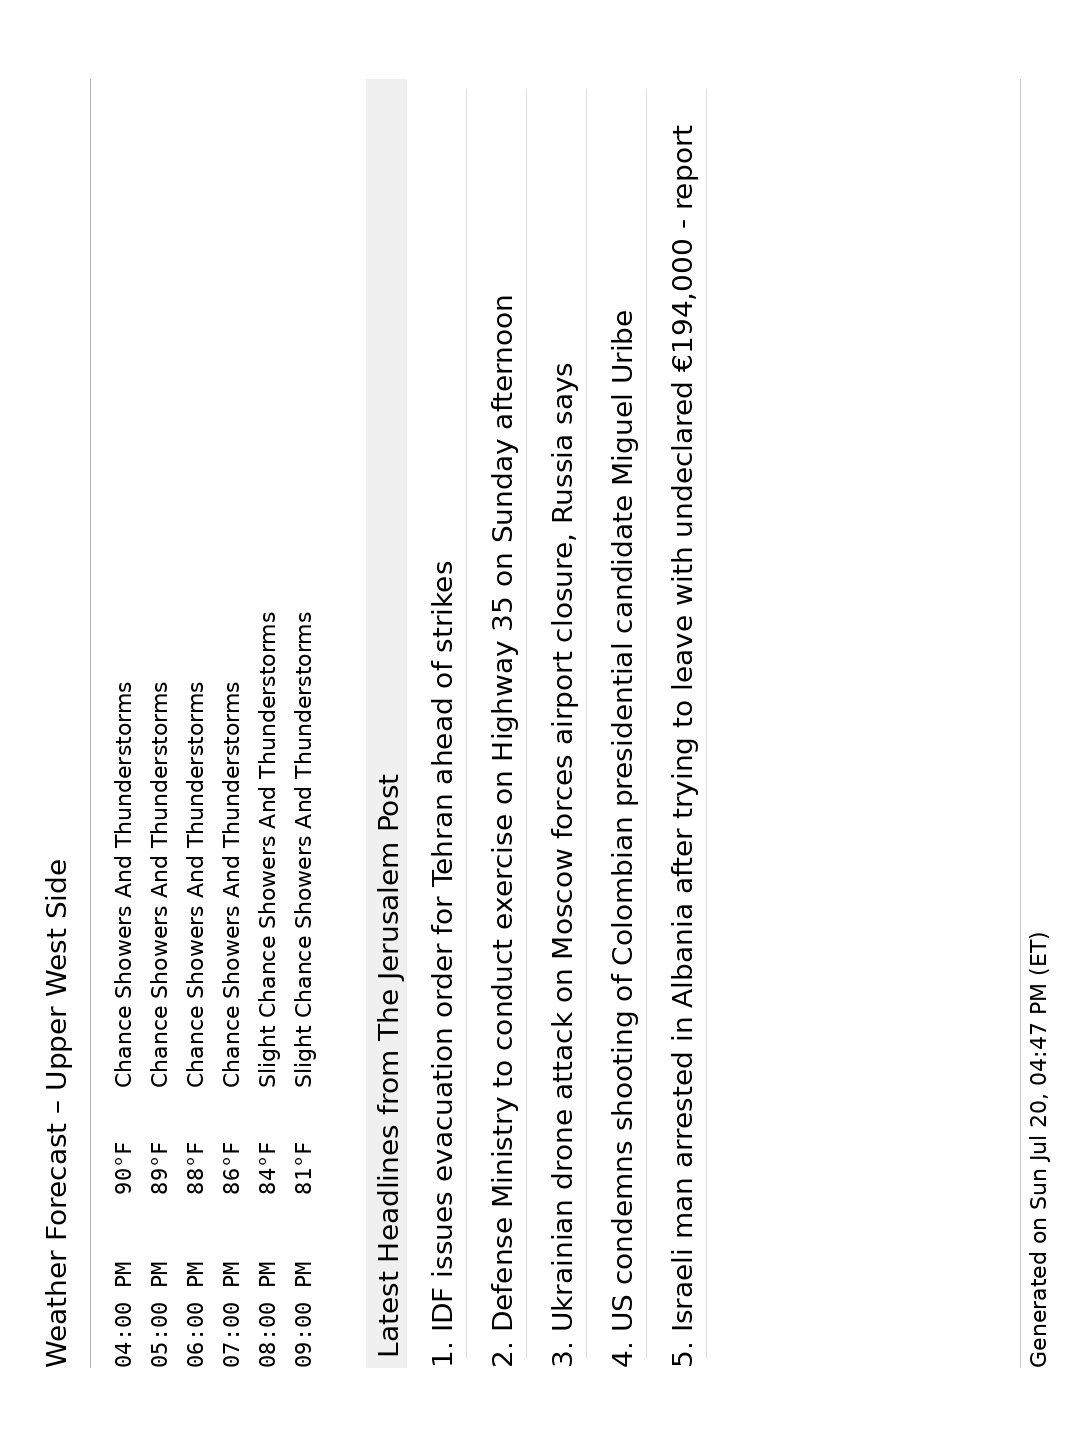 Weather Forecast – Upper West Side
04:00 PM 90°F Chance Showers And Thunderstorms
05:00 PM 89°F Chance Showers And Thunderstorms
06:00 PM 88°F Chance Showers And Thunderstorms
07:00 PM 86°F Chance Showers And Thunderstorms
08:00 PM 84°F Slight Chance Showers And Thunderstorms
09:00 PM 81°F Slight Chance Showers And Thunderstorms
Latest Headlines from The Jerusalem Post
1. IDF issues evacuation order for Tehran ahead of strikes
2. Defense Ministry to conduct exercise on Highway 35 on Sunday afternoon
3. Ukrainian drone attack on Moscow forces airport closure, Russia says
4. US condemns shooting of Colombian presidential candidate Miguel Uribe
5. Israeli man arrested in Albania after trying to leave with undeclared €194,000 - report
Generated on Sun Jul 20, 04:47 PM (ET)